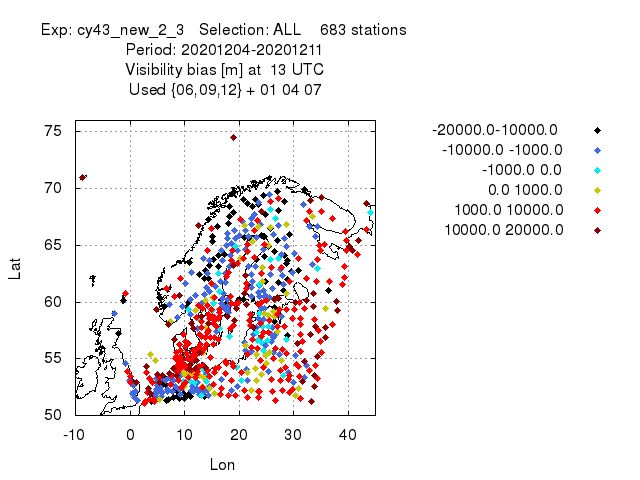 Exp: cy43_new_2_3 Selection: ALL 683 stations
Period: 20201204-20201211
Visibility bias [m] at 13 UTC
Used {06,09,12} + 01 04 07
-20000.0-10000.0
-10000.0 -1000.0
-1000.0 0.0
0.0 1000.0
1000.0 10000.0
10000.0 20000.0
75
70
65
60
55
50
Lat
-10 0 10 20 30 40
Lon